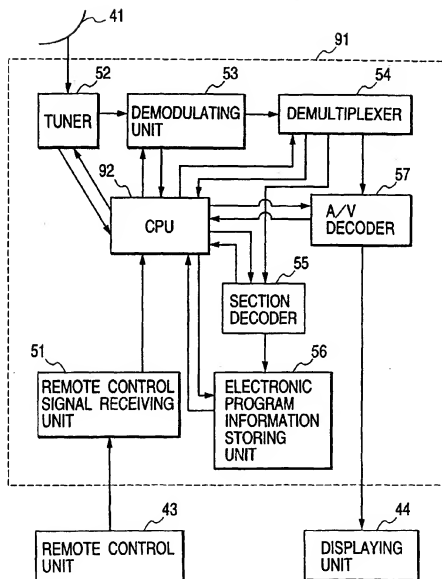 41
91
52
53
54
TUNER
DEMODULATING
UNIT
DEMULTIPLEXER
92
57
CPU
A/V
DECODER
55
SECTION
DECODER
51
56
REMOTE CONTROL
SIGNAL RECEIVING
UNIT
ELECTRONIC
PROGRAM
INFORMATION
STORING
UNIT
43
44
REMOTE CONTROL
UNIT
DISPLAYING
UNIT